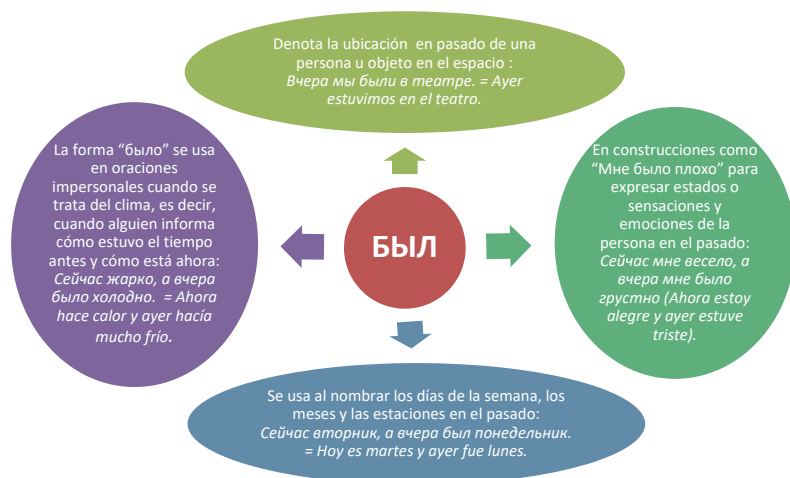 Denota la ubicación en pasado de una
persona u objeto en el espacio :
Вчера мы были в театре. = Ayer
estuvimos en el teatro.
La forma “было” se usa
en oraciones
impersonales cuando se
trata del clima, es decir,
cuando alguien informa
cómo estuvo el tiempo
antes y cómo está ahora:
Сейчас жарко, а вчера
было холодно. = Ahora
hace calor y ayer hacía
mucho frío.
БЫЛ
En construcciones como
“Мне было плохо” para
expresar estados o
sensaciones y
emociones de la
persona en el pasado:
Сейчас мне весело, а
вчера мне было
грустно (Ahora estoy
alegre y ayer estuve
triste).
Se usa al nombrar los días de la semana, los
meses y las estaciones en el pasado:
Сейчас вторник, а вчера был понедельник.
= Hoy es martes y ayer fue lunes.